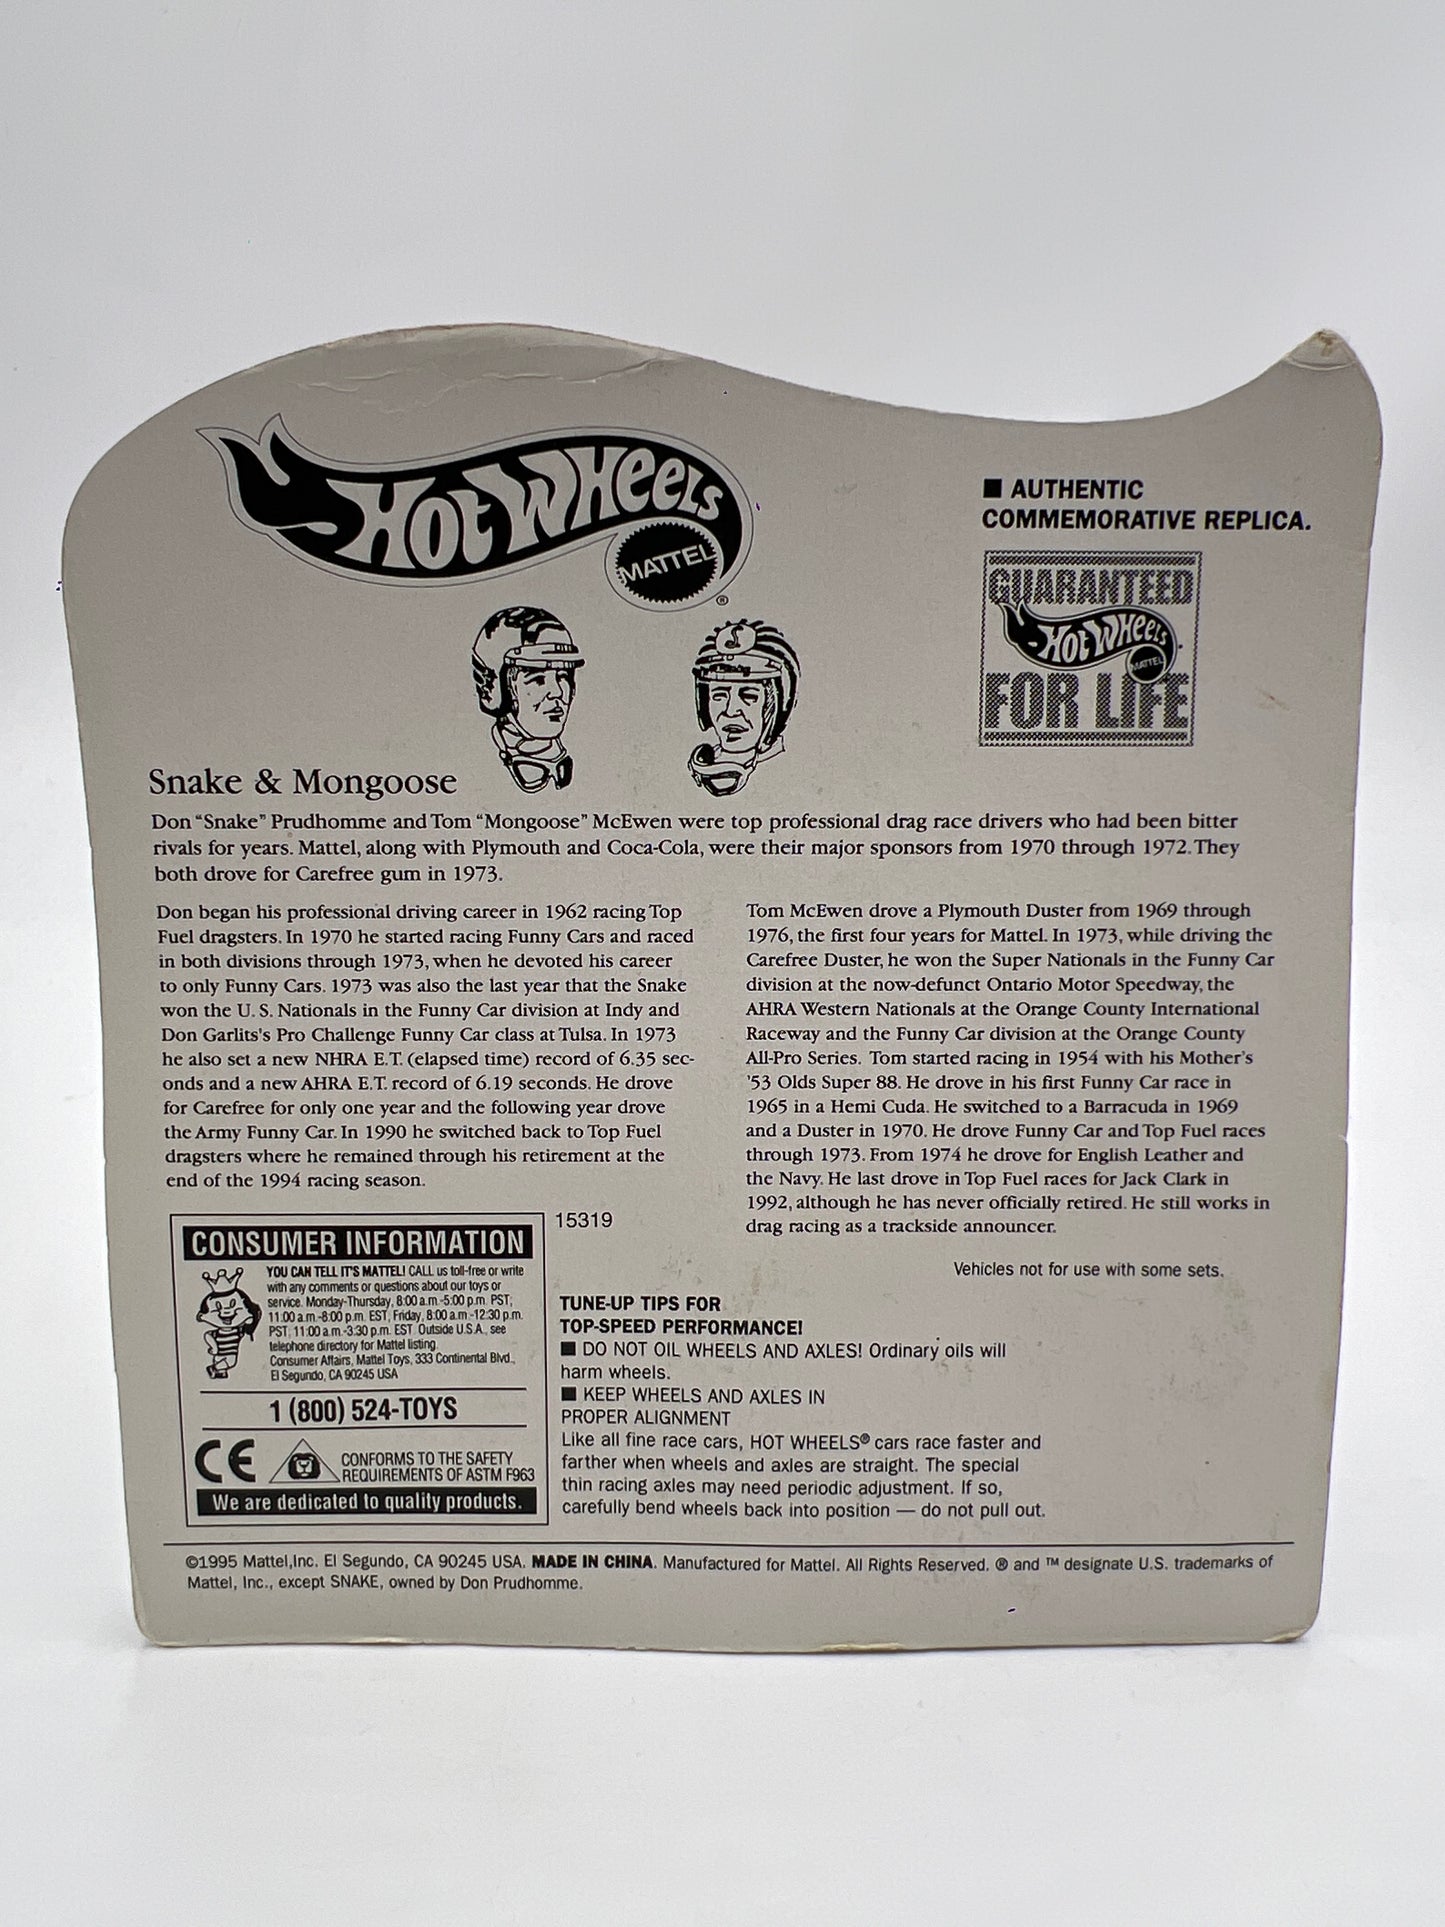 HOT WHEELS
MATTEL
®
■ AUTHENTIC
COMMEMORATIVE REPLICA.
GUARANTEED
HOT WHEELS
MATTEL
FOR LIFE
Snake & Mongoose
Don “Snake” Prudhomme and Tom “Mongoose” McEwen were top professional drag race drivers who had been bitter
rivals for years. Mattel, along with Plymouth and Coca-Cola, were their major sponsors from 1970 through 1972. They
both drove for Carefree gum in 1973.
Don began his professional driving career in 1962 racing Top
Fuel dragsters. In 1970 he started racing Funny Cars and raced
in both divisions through 1973, when he devoted his career
to only Funny Cars. 1973 was also the last year that the Snake
won the U.S. Nationals in the Funny Car division at Indy and
Don Garlits's Pro Challenge Funny Car class at Tulsa. In 1973
he also set a new NHRA E.T. (elapsed time) record of 6.35 sec-
onds and a new AHRA E.T. record of 6.19 seconds. He drove
for Carefree for only one year and the following year drove
the Army Funny Car. In 1990 he switched back to Top Fuel
dragsters where he remained through his retirement at the
end of the 1994 racing season.
Tom McEwen drove a Plymouth Duster from 1969 through
1976, the first four years for Mattel. In 1973, while driving the
Carefree Duster, he won the Super Nationals in the Funny Car
division at the now-defunct Ontario Motor Speedway, the
AHRA Western Nationals at the Orange County International
Raceway and the Funny Car division at the Orange County
All-Pro Series. Tom started racing in 1954 with his Mother's
'53 Olds Super 88. He drove in his first Funny Car race in
1965 in a Hemi Cuda. He switched to a Barracuda in 1969
and a Duster in 1970. He drove Funny Car and Top Fuel races
through 1973. From 1974 he drove for English Leather and
the Navy. He last drove in Top Fuel races for Jack Clark in
1992, although he has never officially retired. He still works in
drag racing as a trackside announcer.
15319
Vehicles not for use with some sets.
CONSUMER INFORMATION
YOU CAN TELL IT'S MATTEL! CALL us toll-free or write
with any comments or questions about our toys or
service. Monday-Thursday, 8:00 a.m.-5:00 p.m. PST,
11:00 a.m.-8:00 p.m. EST, Friday, 8:00 a.m.-12:30 p.m.
PST, 11:00 a.m.-3:30 p.m. EST. Outside U.S.A., see
telephone directory for Mattel listing.
Consumer Affairs, Mattel Toys, 333 Continental Blvd.,
El Segundo, CA 90245 USA
1 (800) 524-TOYS
CE
CONFORMS TO THE SAFETY
REQUIREMENTS OF ASTM F963
We are dedicated to quality products.
TUNE-UP TIPS FOR
TOP-SPEED PERFORMANCE!
■ DO NOT OIL WHEELS AND AXLES! Ordinary oils will
harm wheels.
■ KEEP WHEELS AND AXLES IN
PROPER ALIGNMENT
Like all fine race cars, HOT WHEELS® cars race faster and
farther when wheels and axles are straight. The special
thin racing axles may need periodic adjustment. If so,
carefully bend wheels back into position — do not pull out.
©1995 Mattel,Inc. El Segundo, CA 90245 USA. MADE IN CHINA. Manufactured for Mattel. All Rights Reserved. ® and ™ designate U.S. trademarks of
Mattel, Inc., except SNAKE, owned by Don Prudhomme.